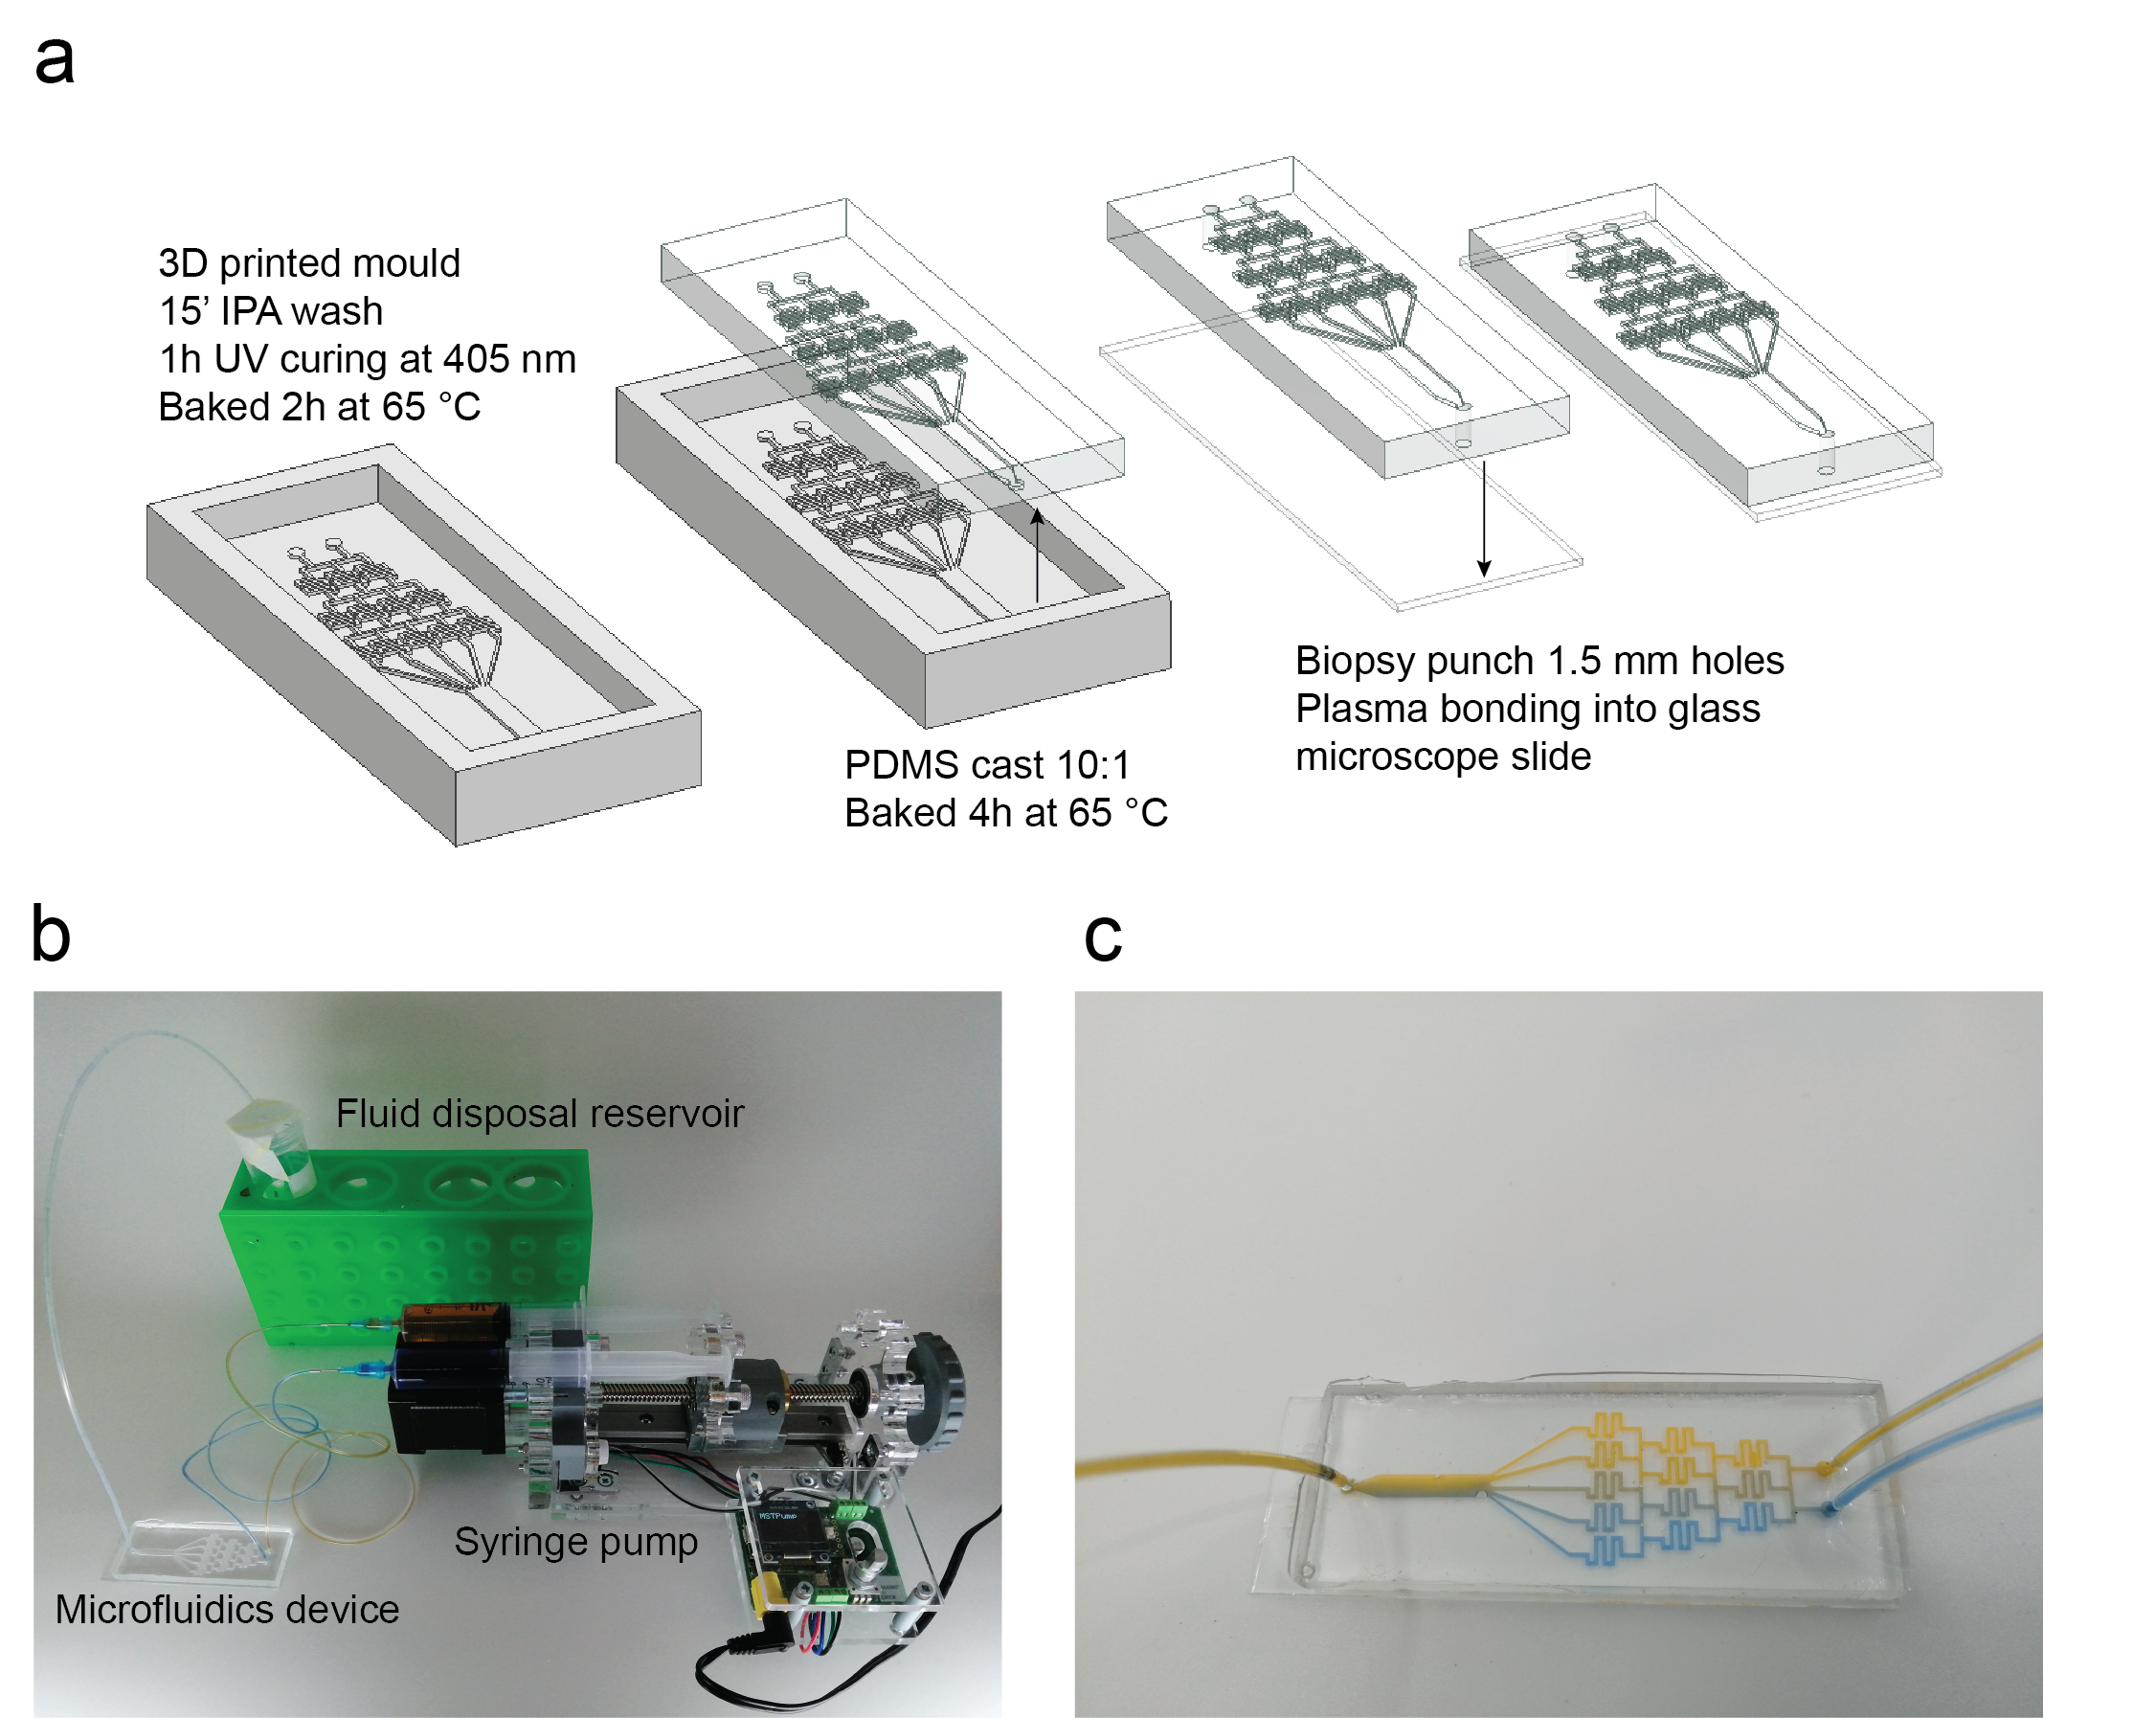 a
3D printed mould
15’ IPA wash
1h UV curing at 405 nm
Baked 2h at 65 °C
PDMS cast 10:1
Baked 4h at 65 °C
Biopsy punch 1.5 mm holes
Plasma bonding into glass
microscope slide
b
Fluid disposal reservoir
Syringe pump
MSTPump
Microfluidics device
c